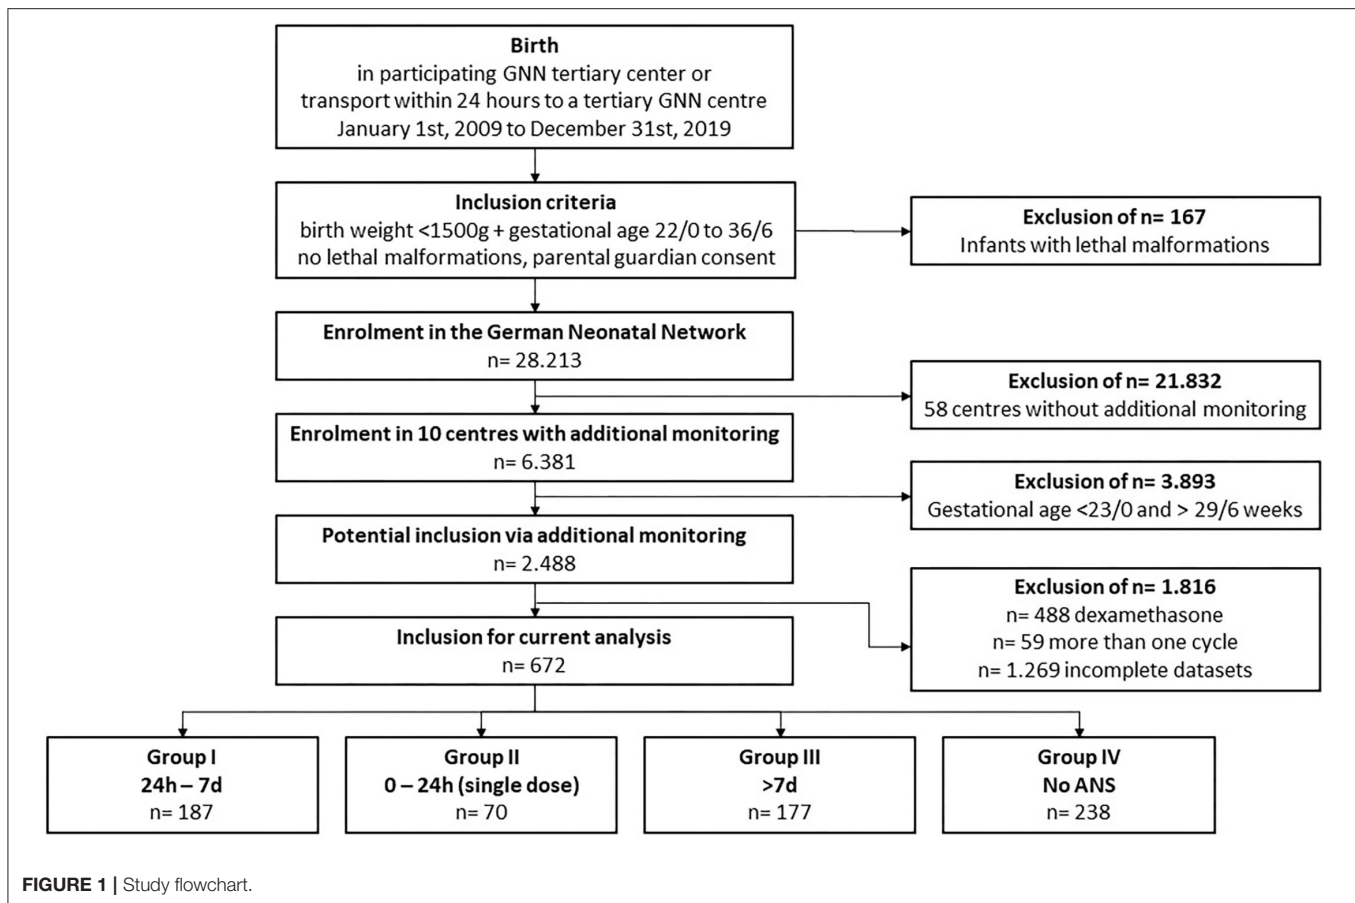 Birth
in participating GNN tertiary center or
transport within 24 hours to a tertiary GNN centre
January 1st, 2009 to December 31st, 2019
Inclusion criteria
birth weight <1500g + gestational age 22/0 to 36/6
no lethal malformations, parental guardian consent
Exclusion of n= 167
Infants with lethal malformations
Enrolment in the German Neonatal Network
n= 28.213
Exclusion of n= 21.832
58 centres without additional monitoring
Enrolment in 10 centres with additional monitoring
n= 6.381
Exclusion of n= 3.893
Gestational age <23/0 and > 29/6 weeks
Potential inclusion via additional monitoring
n= 2.488
Exclusion of n= 1.816
n= 488 dexamethasone
n= 59 more than one cycle
n= 1.269 incomplete datasets
Inclusion for current analysis
n= 672
Group I
24h – 7d
n= 187
Group II
0 – 24h (single dose)
n= 70
Group III
>7d
n= 177
Group IV
No ANS
n= 238
FIGURE 1 | Study flowchart.